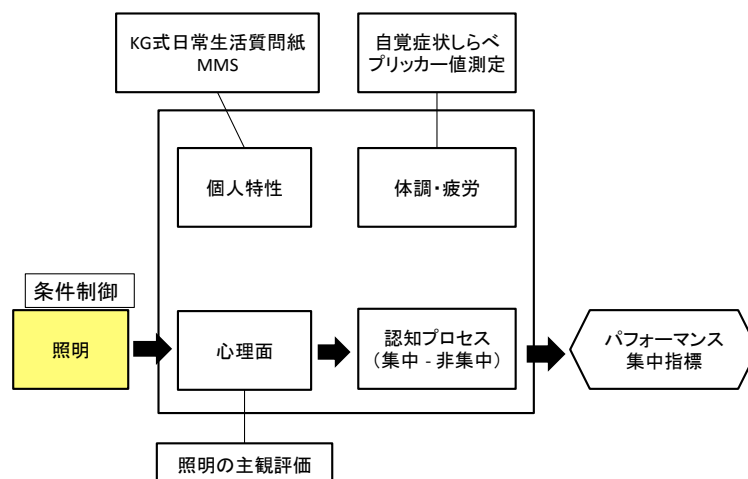 KG式日常生活質問紙
MMS
自覚症状しらべ
プリッカー値測定
個人特性
体調・疲労
条件制御
照明
心理面
認知プロセス
(集中 - 非集中)
パフォーマンス
集中指標
照明の主観評価